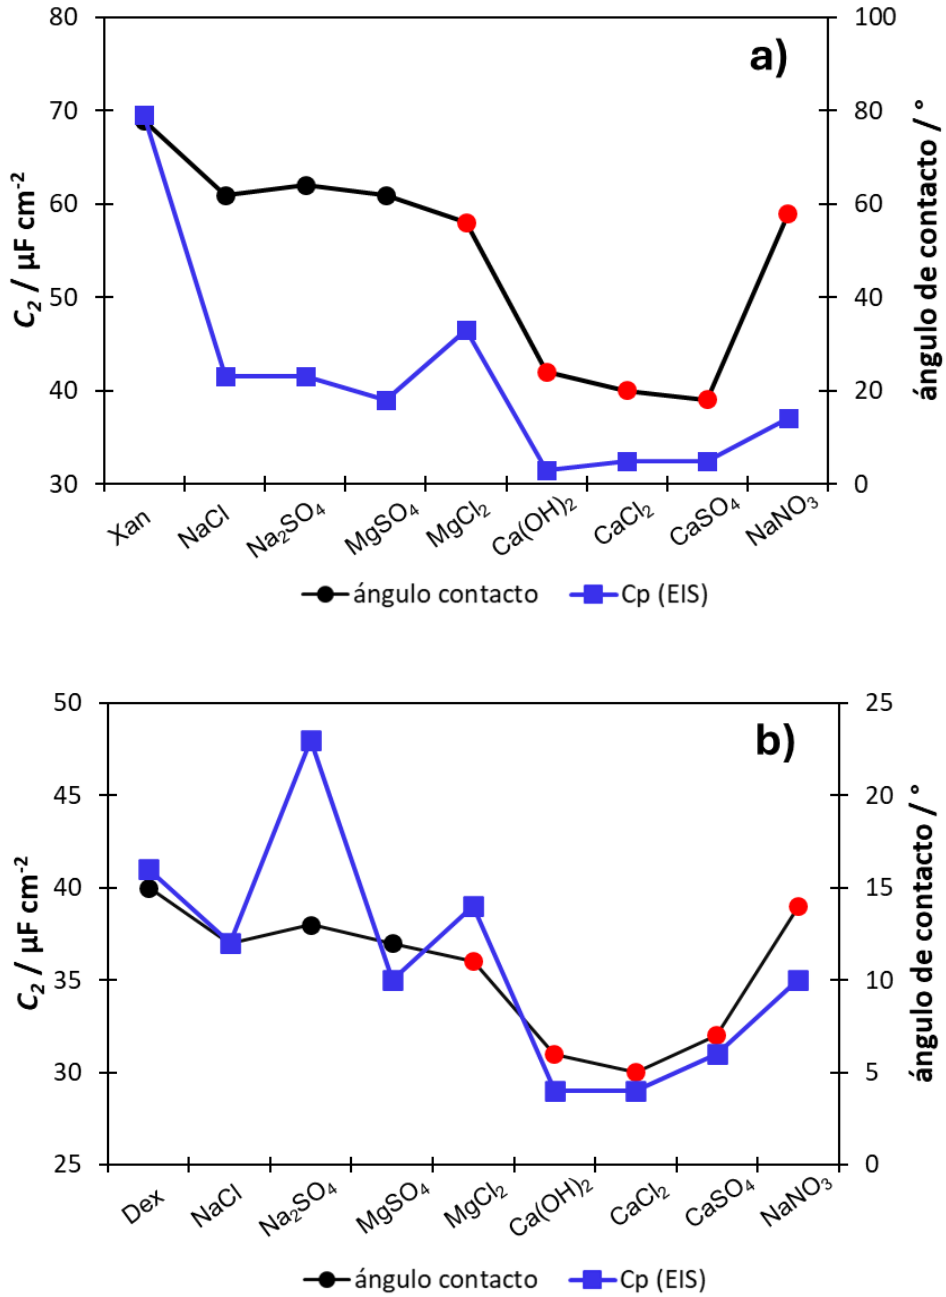 a)
80
70
60
50
40
30
C₂ / µF cm⁻²
100
80
60
40
20
0
ángulo de contacto / °
Xan
NaCl
Na₂SO₄
MgSO₄
MgCl₂
Ca(OH)₂
CaCl₂
CaSO₄
NaNO₃
ángulo contacto
Cp (EIS)
b)
50
45
40
35
30
25
C₂ / µF cm⁻²
25
20
15
10
5
0
ángulo de contacto / °
Dex
NaCl
Na₂SO₄
MgSO₄
MgCl₂
Ca(OH)₂
CaCl₂
CaSO₄
NaNO₃
ángulo contacto
Cp (EIS)